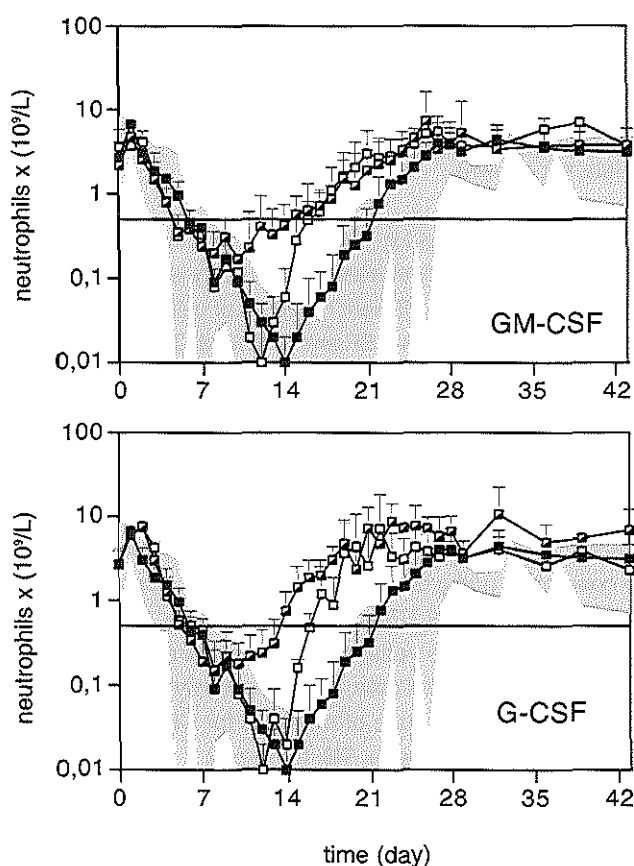 100
10
1
0,1
0,01
neutrophils x (10⁹/L)
GM-CSF
0 7 14 21 28 35 42
100
10
1
0,1
0,01
neutrophils x (10⁹/L)
G-CSF
0 7 14 21 28 35 42
time (day)